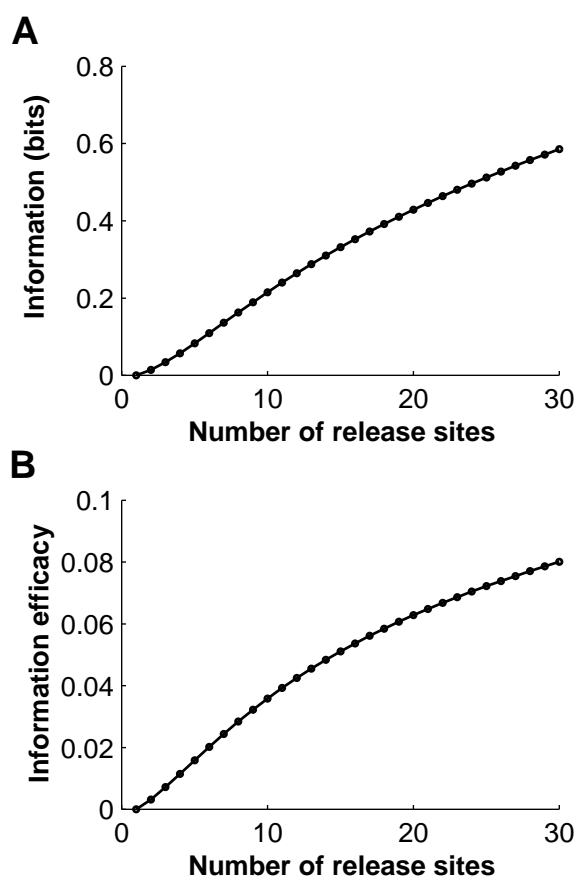 A
Information (bits)
0.8
0.6
0.4
0.2
0
0 10 20 30
Number of release sites
B
Information efficacy
0.1
0.08
0.06
0.04
0.02
0
0 10 20 30
Number of release sites